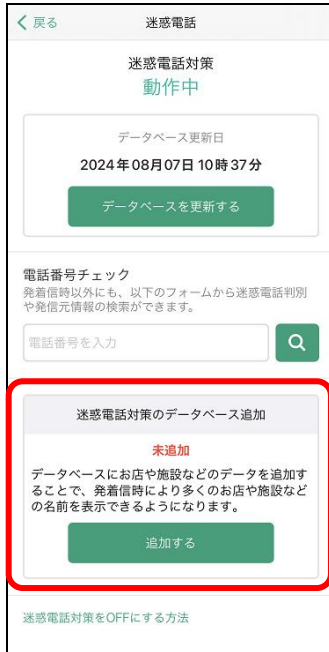 戻る
迷惑電話
迷惑電話対策
動作中
データベース更新日
2024年08月07日 10時37分
データベースを更新する
電話番号チェック
発着信時以外にも、以下のフォームから迷惑電話判別
や発信元情報の検索ができます。
電話番号を入力
迷惑電話対策のデータベース追加
未追加
データベースにお店や施設などのデータを追加す
ることで、発着信時により多くのお店や施設など
の名前を表示できるようになります。
追加する
迷惑電話対策をOFFにする方法